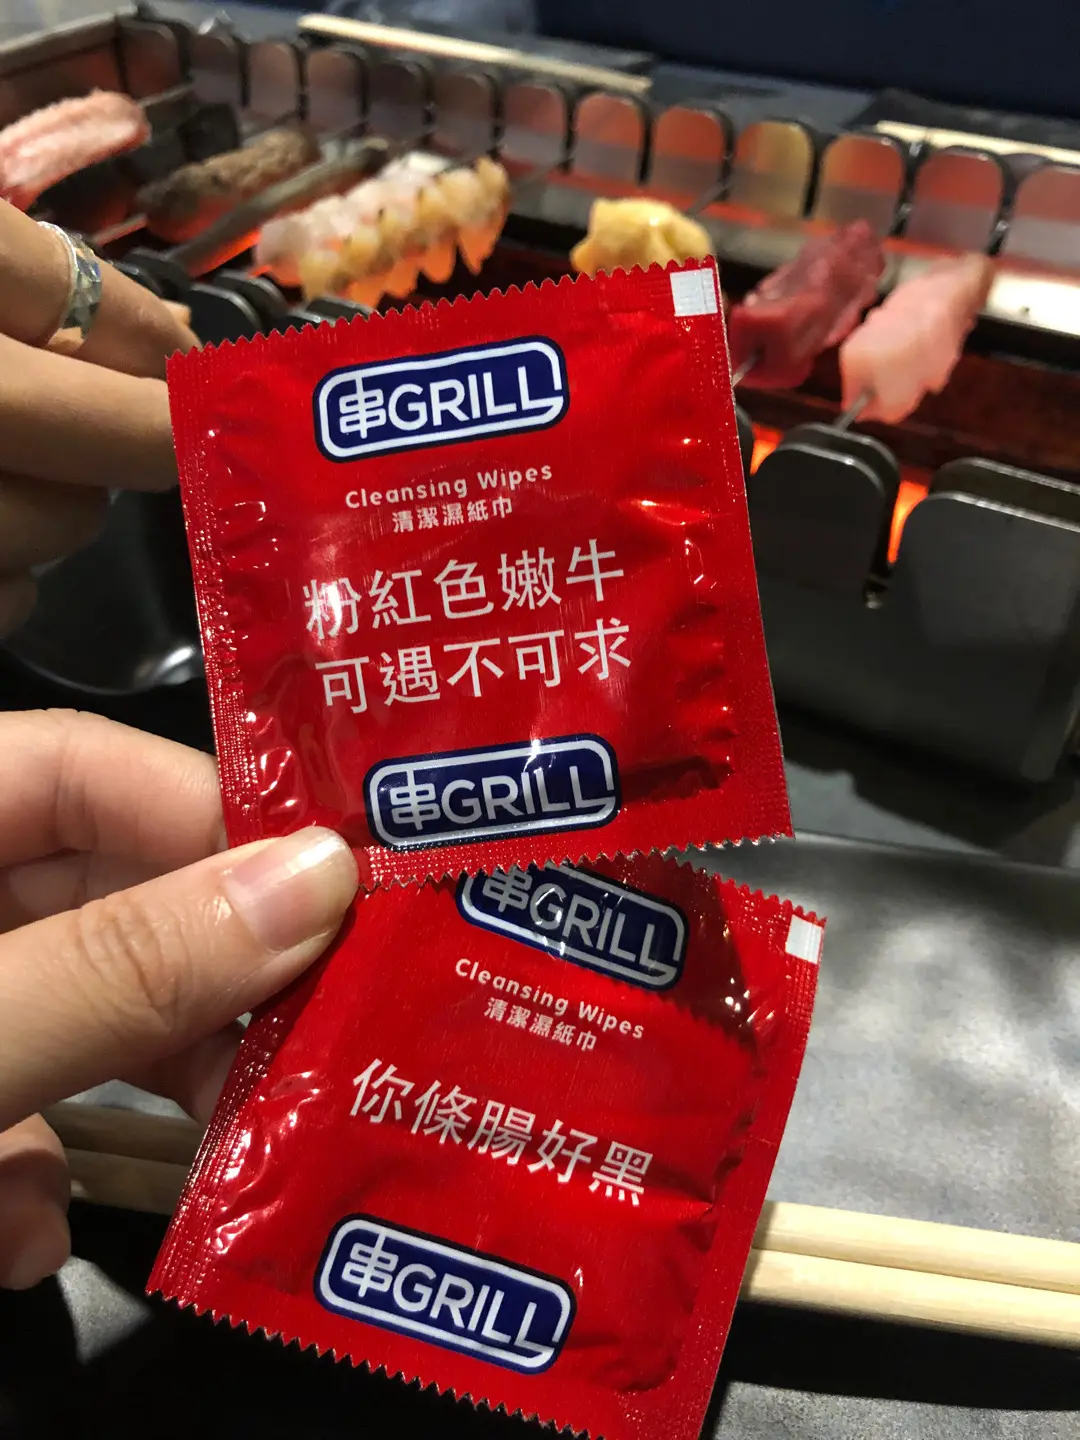 串GRILL
Cleansing Wipes
清潔濕紙巾
粉紅色嫩牛
可遇不可求
串GRILL
串GRILL
Cleansing Wipes
清潔濕紙巾
你條腸好黑
串GRILL